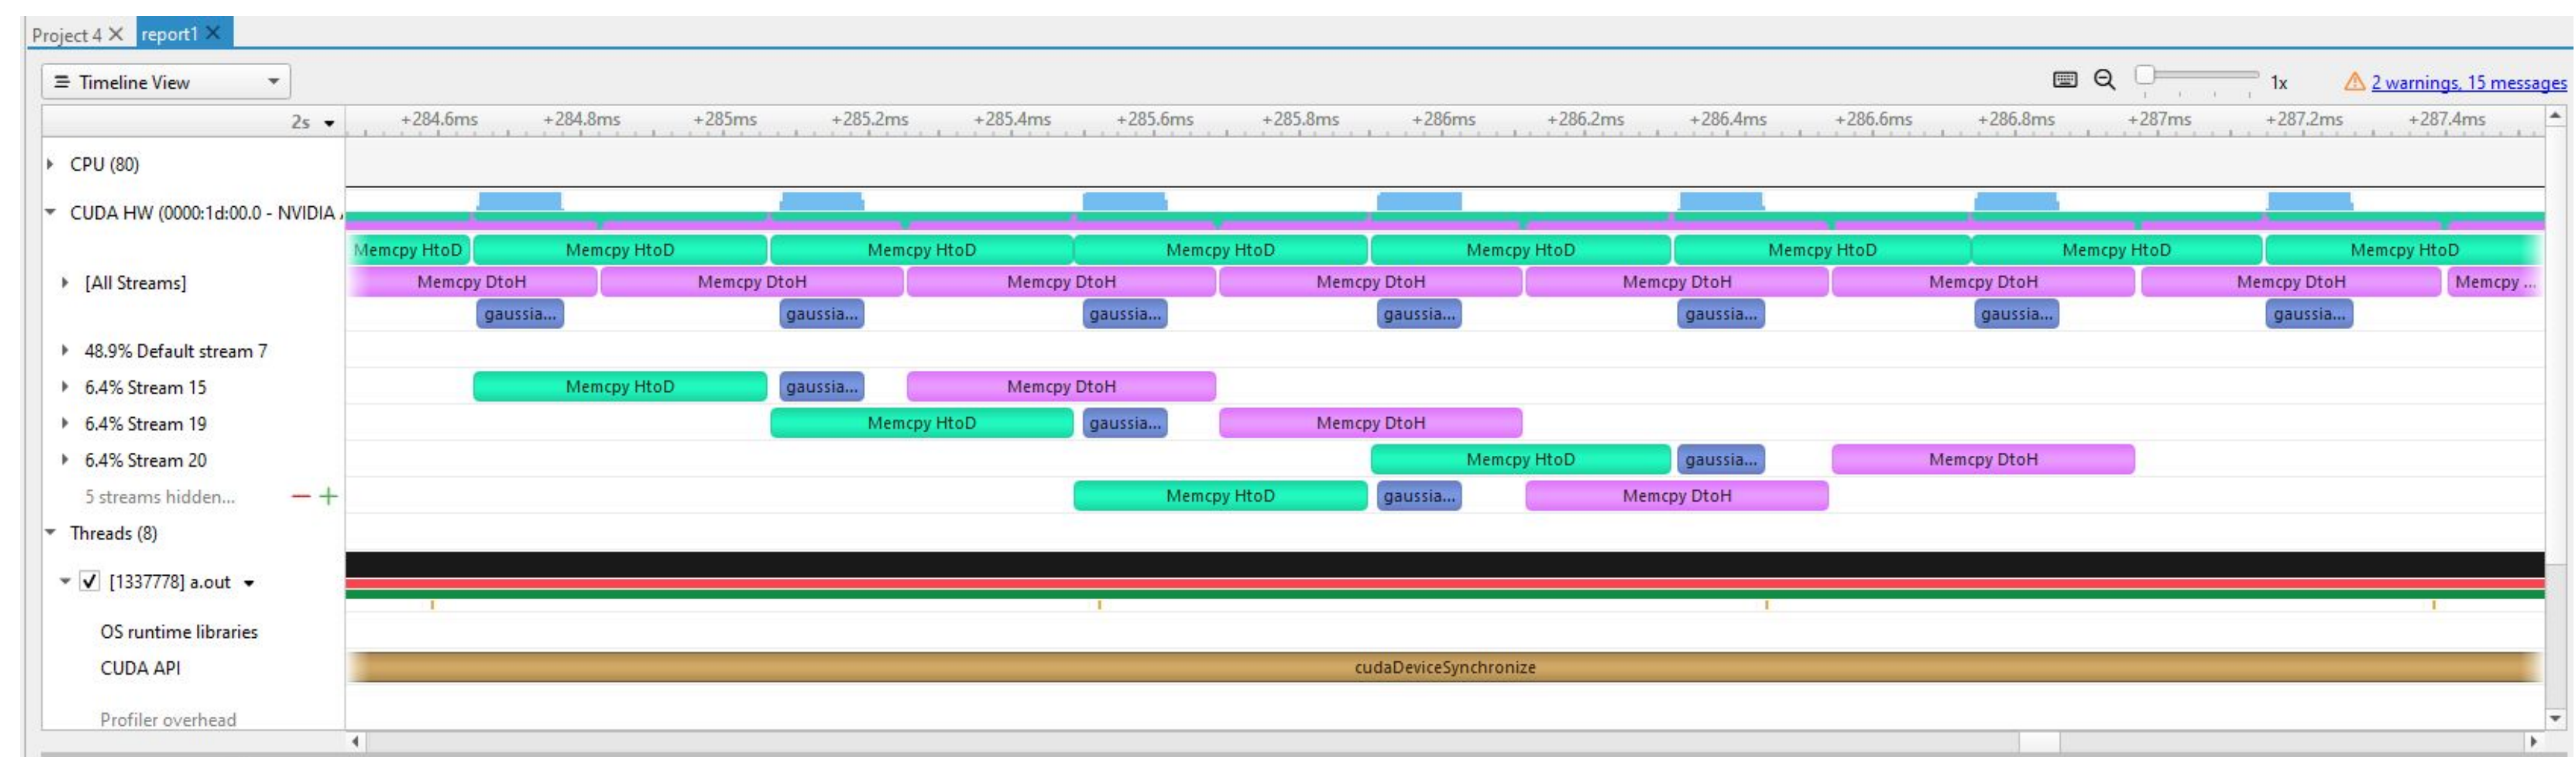 Project 4 report1
Timeline View 1x 2 warnings, 15 messages
2s +284.6ms +284.8ms +285ms +285.2ms +285.4ms +285.6ms +285.8ms +286ms +286.2ms +286.4ms +286.6ms +286.8ms +287ms +287.2ms +287.4ms
CPU (80)
CUDA HW (0000:1d:00.0 - NVIDIA
Memcpy HtoD Memcpy HtoD Memcpy HtoD Memcpy HtoD Memcpy HtoD Memcpy HtoD Memcpy HtoD Memcpy HtoD
[All Streams] Memcpy DtoH Memcpy DtoH Memcpy DtoH Memcpy DtoH Memcpy DtoH Memcpy DtoH Memcpy DtoH Memcpy ...
gaussia... gaussia... gaussia... gaussia... gaussia... gaussia... gaussia...
48.9% Default stream 7
6.4% Stream 15 Memcpy HtoD gaussia... Memcpy DtoH
6.4% Stream 19 Memcpy HtoD gaussia... Memcpy DtoH
6.4% Stream 20 Memcpy HtoD gaussia... Memcpy DtoH
5 streams hidden... Memcpy HtoD gaussia... Memcpy DtoH
Threads (8)
[1337778] a.out
OS runtime libraries
CUDA API cudaDeviceSynchronize
Profiler overhead